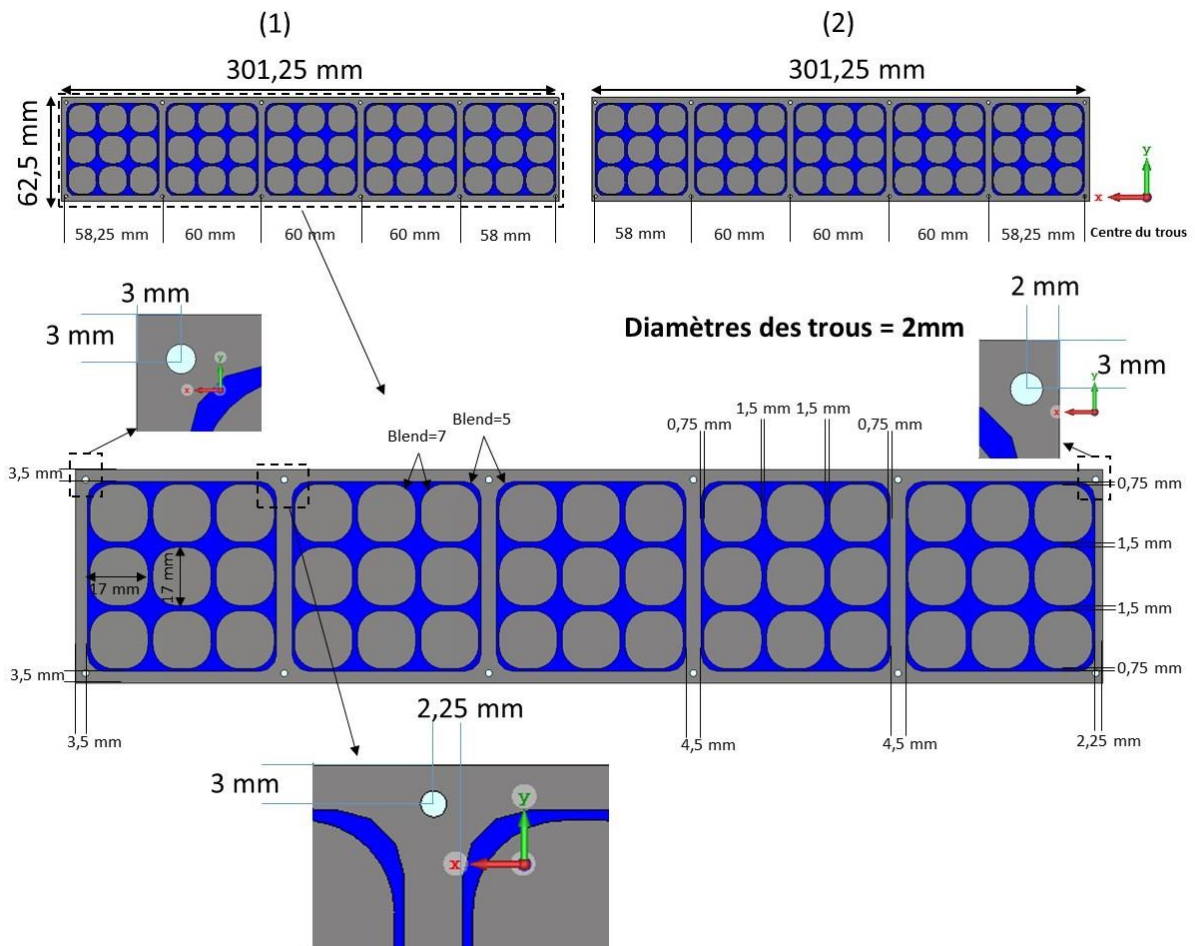 (1)
(2)
301,25 mm
301,25 mm
62,5 mm
y
x
58,25 mm
60 mm
60 mm
60 mm
58 mm
58 mm
60 mm
60 mm
60 mm
58,25 mm
Centre du trous
3 mm
3 mm
y
x
Diamètres des trous = 2mm
2 mm
3 mm
y
x
Blend=7
Blend=5
0,75 mm
1,5 mm
1,5 mm
0,75 mm
3,5 mm
0,75 mm
17 mm
17 mm
1,5 mm
1,5 mm
3,5 mm
0,75 mm
3,5 mm
4,5 mm
4,5 mm
2,25 mm
2,25 mm
3 mm
y
x